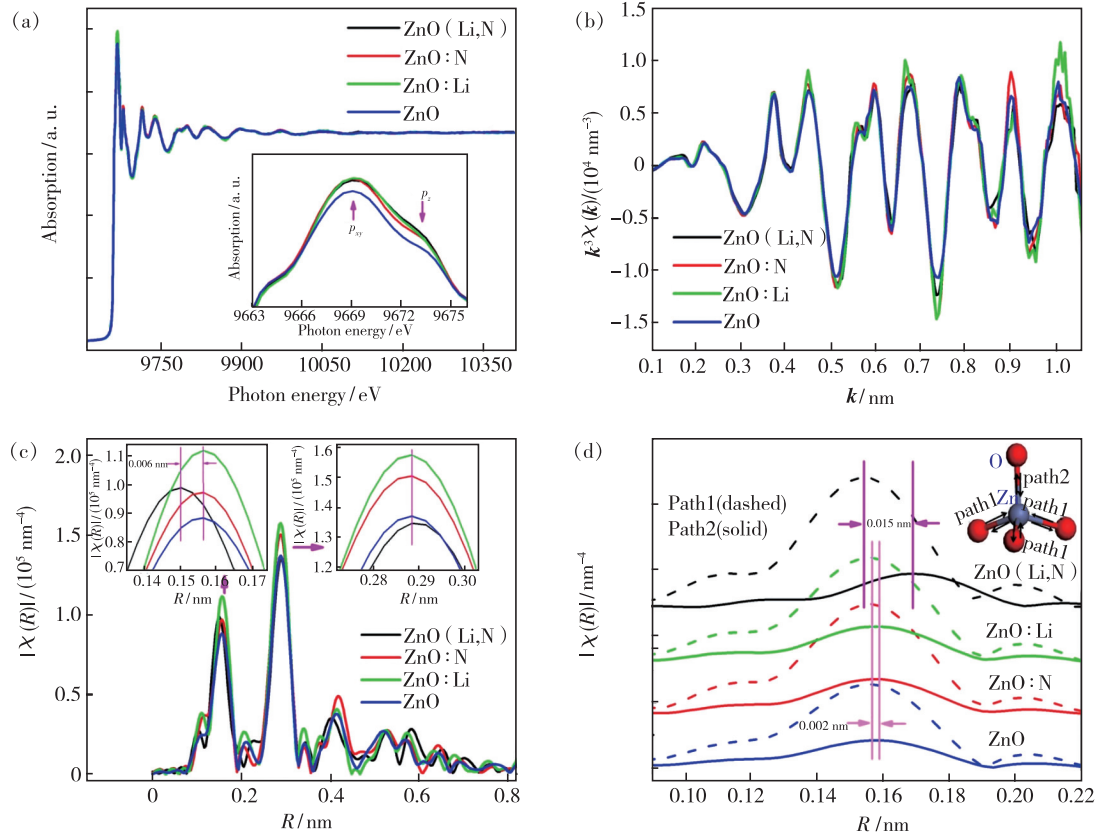 (a)
Absorption / a. u.
ZnO ( Li,N )
ZnO : N
ZnO : Li
ZnO
Absorption / a. u.
p_z
p_xy
9663 9666 9669 9672 9675
Photon energy / eV
9750 9900 10050 10200 10350
Photon energy / eV
(b)
k³χ(k)/(10⁴ nm⁻³)
1.5
1.0
0.5
0
-0.5
-1.0
-1.5
ZnO ( Li,N )
ZnO : N
ZnO : Li
ZnO
0.1 0.2 0.3 0.4 0.5 0.6 0.7 0.8 0.9 1.0
k / nm
(c)
|χ(R)| / (10⁵ nm⁻⁴)
2.0
1.5
1.0
0.5
0
|χ(R)| / (10⁵ nm⁻⁴)
1.1
1.0
0.9
0.8
0.7
0.006 nm
0.14 0.15 0.16 0.17
R / nm
|χ(R)| / (10⁵ nm⁻⁴)
1.6
1.5
1.4
1.3
1.2
0.28 0.29 0.30
R / nm
ZnO ( Li,N )
ZnO : N
ZnO : Li
ZnO
0 0.2 0.4 0.6 0.8
R / nm
(d)
|χ(R)| / nm⁻⁴
Path1(dashed)
Path2(solid)
0.015 nm
O
path2
Zn
path1
path1
path1
ZnO ( Li,N )
ZnO : Li
ZnO : N
0.002 nm
ZnO
0.10 0.12 0.14 0.16 0.18 0.20 0.22
R / nm